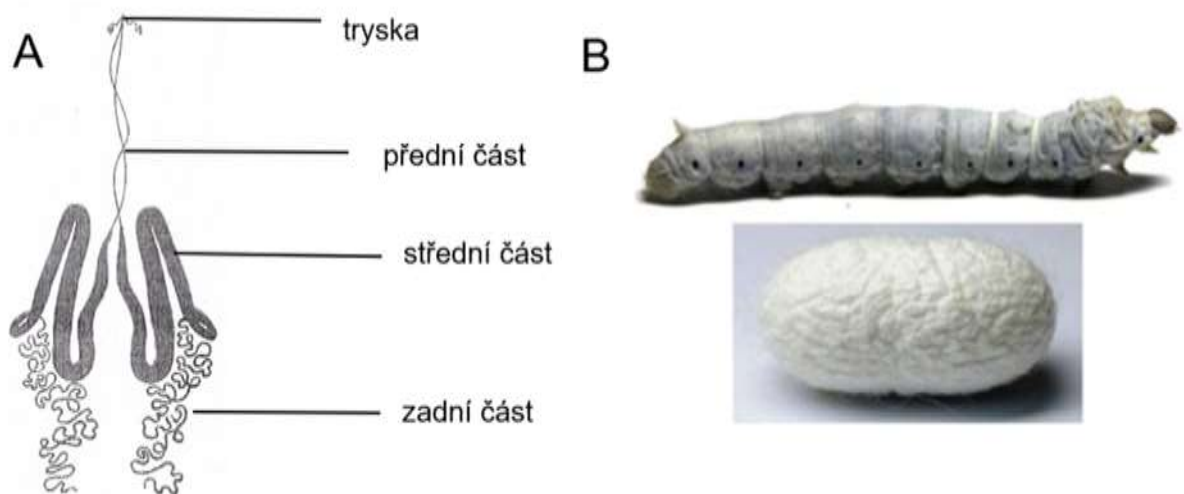 A
tryska
B
přední část
střední část
zadní část